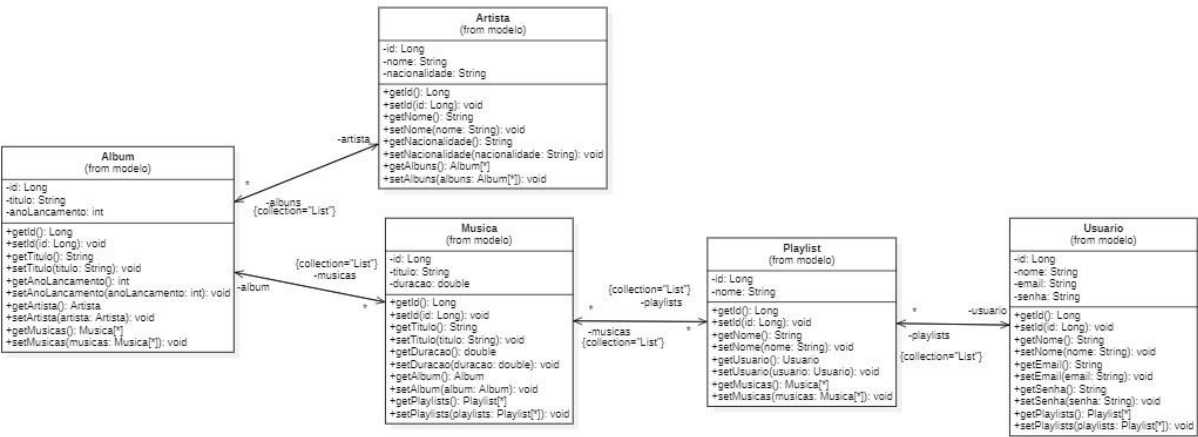 Artista
(from modelo)
-id: Long
-nome: String
-nacionalidade: String
+getId(): Long
+setId(id: Long): void
+getNome(): String
+setNome(nome: String): void
+getNacionalidade(): String
+setNacionalidade(nacionalidade: String): void
+getAlbuns(): Album[*]
+setAlbuns(albuns: Album[*]): void
-artista
*
-albuns
{collection="List"}
Album
(from modelo)
-id: Long
-titulo: String
-anoLancamento: int
+getId(): Long
+setId(id: Long): void
+getTitulo(): String
+setTitulo(titulo: String): void
+getAnoLancamento(): int
+setAnoLancamento(anoLancamento: int): void
+getArtista(): Artista
+setArtista(artista: Artista): void
+getMusicas(): Musica[*]
+setMusicas(musicas: Musica[*]): void
-album
{collection="List"}
-musicas
*
Musica
(from modelo)
-id: Long
-titulo: String
-duracao: double
+getId(): Long
+setId(id: Long): void
+getTitulo(): String
+setTitulo(titulo: String): void
+getDuracao(): double
+setDuracao(duracao: double): void
+getAlbum(): Album
+setAlbum(album: Album): void
+getPlaylists(): Playlist[*]
+setPlaylists(playlists: Playlist[*]): void
{collection="List"}
-playlists
*
*
-musicas
{collection="List"}
Playlist
(from modelo)
-id: Long
-nome: String
+getId(): Long
+setId(id: Long): void
+getNome(): String
+setNome(nome: String): void
+getUsuario(): Usuario
+setUsuario(usuario: Usuario): void
+getMusicas(): Musica[*]
+setMusicas(musicas: Musica[*]): void
*
-playlists
{collection="List"}
-usuario
Usuario
(from modelo)
-id: Long
-nome: String
-email: String
-senha: String
+getId(): Long
+setId(id: Long): void
+getNome(): String
+setNome(nome: String): void
+getEmail(): String
+setEmail(email: String): void
+getSenha(): String
+setSenha(senha: String): void
+getPlaylists(): Playlist[*]
+setPlaylists(playlists: Playlist[*]): void